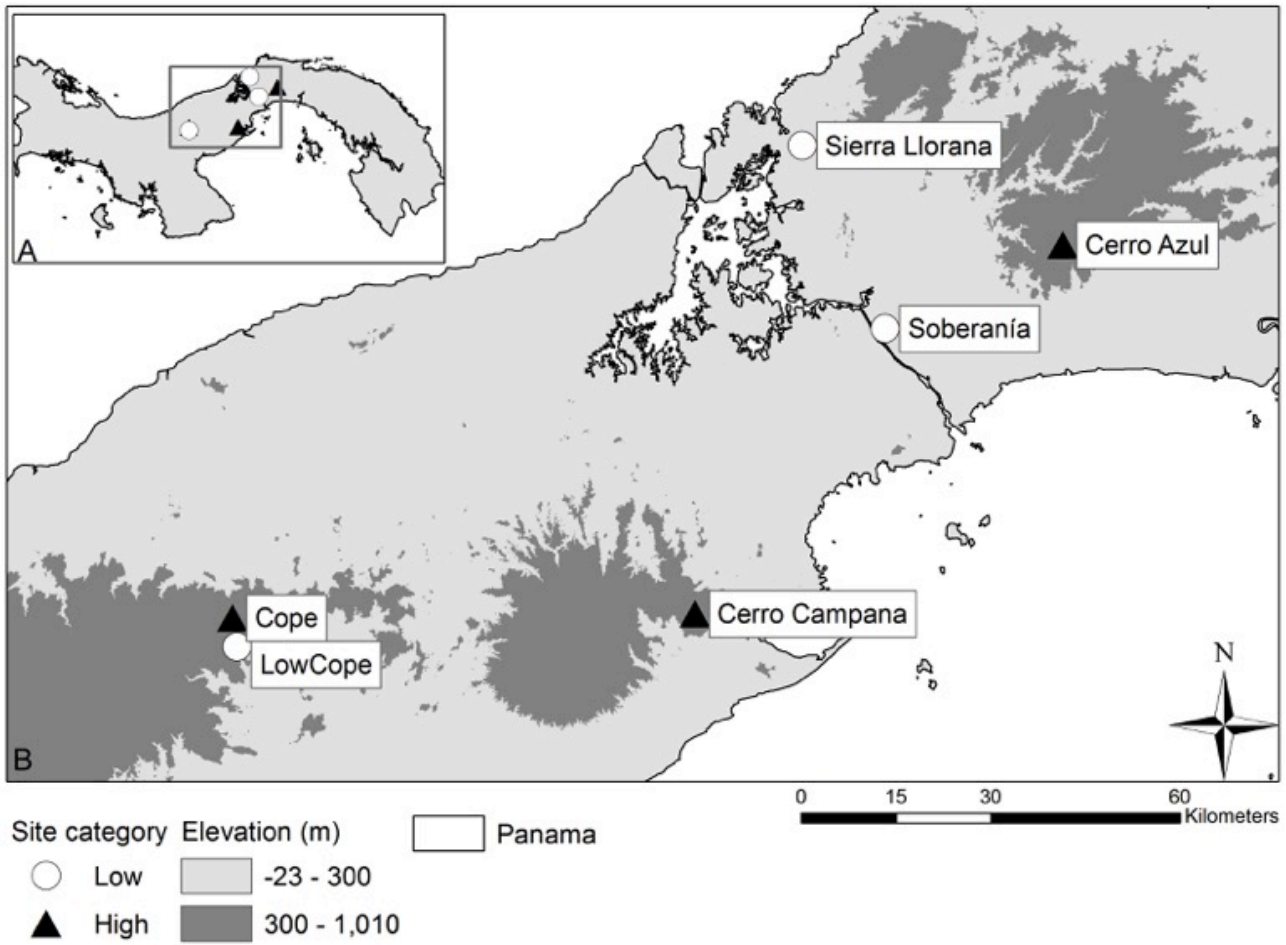 A
Sierra Llorana
Cerro Azul
Soberanía
Cope
LowCope
Cerro Campana
N
B
0 15 30 60
Kilometers
Site category Elevation (m) Panama
Low -23 - 300
High 300 - 1,010